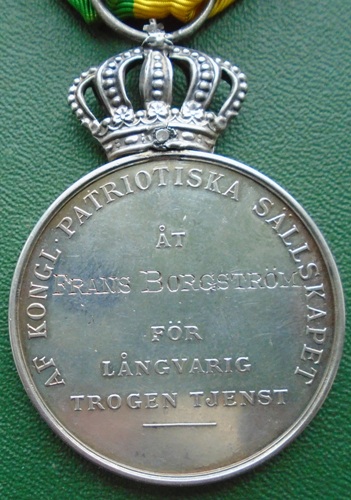 AF KONGL. PATRIOTISKA SÄLLSKAPET
ÅT
FRANS BORGSTRÖM
FÖR
LÅNGVARIG
TROGEN TJENST